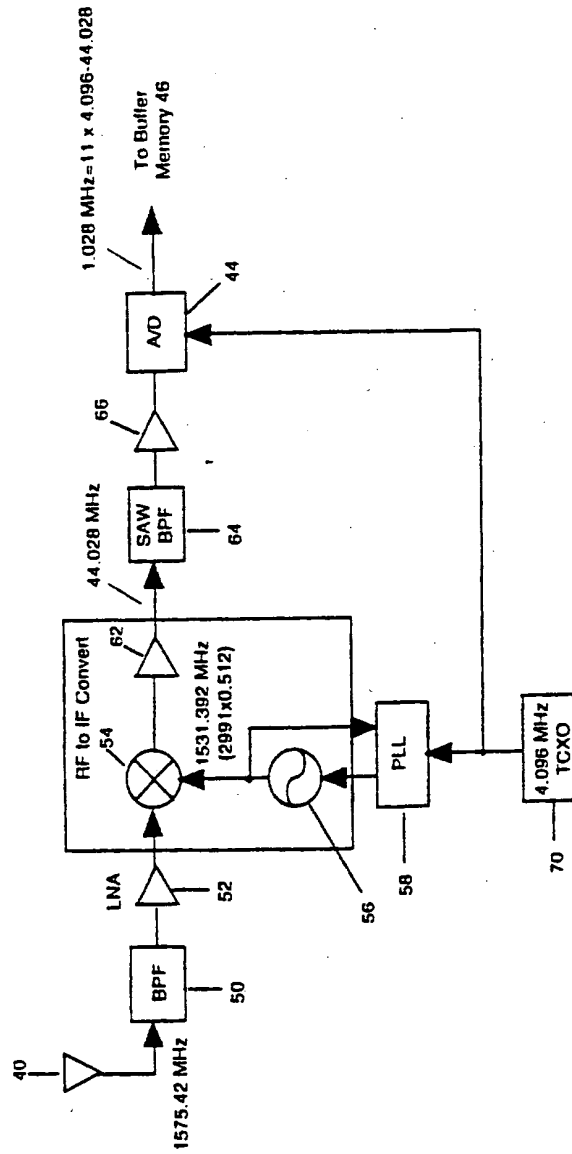 40
1575.42 MHz
BPF
50
LNA
52
RF to IF Convert
54
62
1531.392 MHz
(2991x0.512)
56
PLL
58
4.096 MHz
TCXO
70
44.028 MHz
SAW
BPF
64
66
A/D
44
1.028 MHz=11 x 4.096-44.028
To Buffer
Memory 46